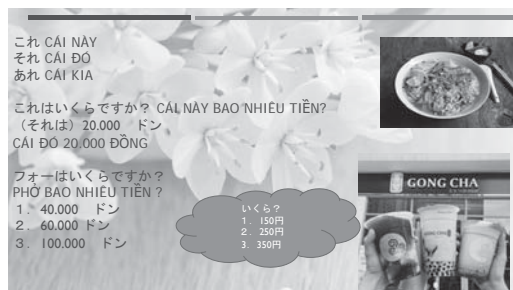 これ CÁI NÀY
それ CÁI ĐÓ
あれ CÁI KIA
これはいくらですか？ CÁI NÀY BAO NHIÊU TIỀN?
（それは）20.000 ドン
CÁI ĐÓ 20.000 ĐỒNG
フォーはいくらですか？
PHỞ BAO NHIÊU TIỀN ?
１． 40.000 ドン
２． 60.000 ドン
３． 100.000 ドン
いくら？
1． 150円
2． 250円
3． 350円
GONG CHA